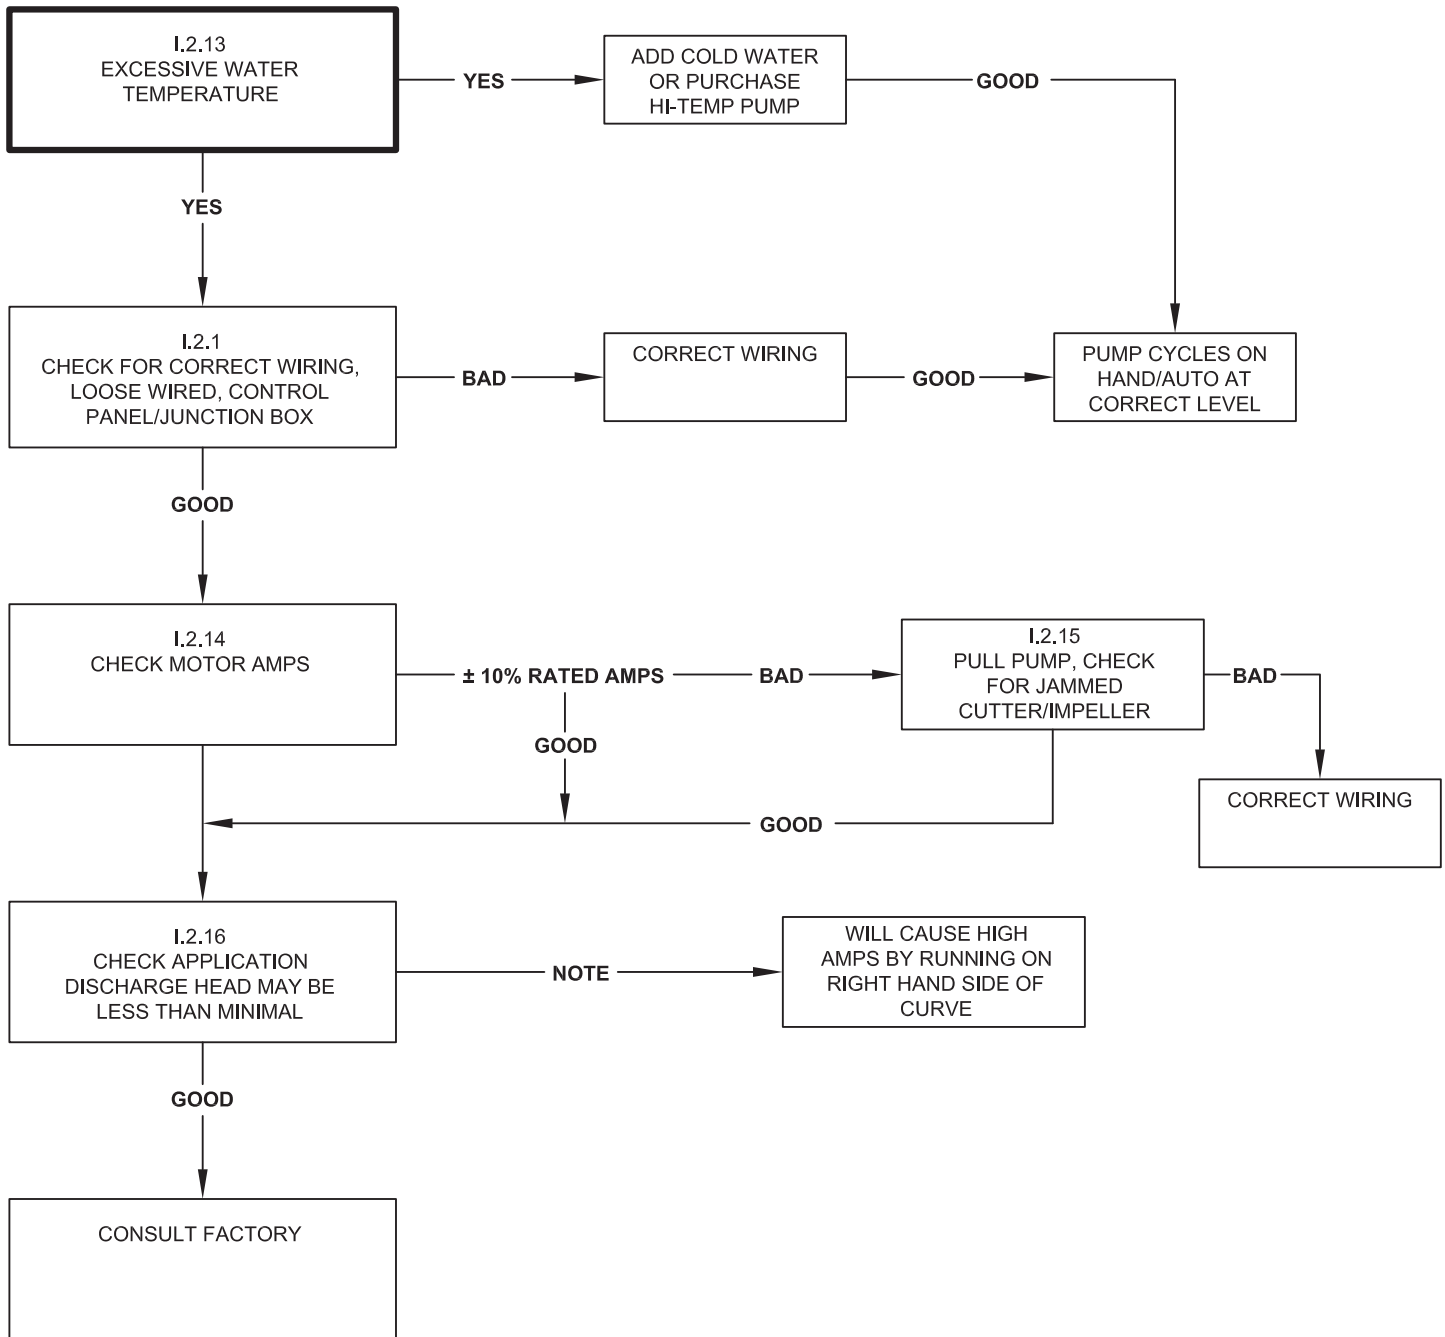 I.2.13
EXCESSIVE WATER
TEMPERATURE
YES
ADD COLD WATER
OR PURCHASE
HI-TEMP PUMP
GOOD
YES
I.2.1
CHECK FOR CORRECT WIRING,
LOOSE WIRED, CONTROL
PANEL/JUNCTION BOX
BAD
CORRECT WIRING
GOOD
PUMP CYCLES ON
HAND/AUTO AT
CORRECT LEVEL
GOOD
I.2.14
CHECK MOTOR AMPS
± 10% RATED AMPS
BAD
I.2.15
PULL PUMP, CHECK
FOR JAMMED
CUTTER/IMPELLER
BAD
GOOD
CORRECT WIRING
GOOD
I.2.16
CHECK APPLICATION
DISCHARGE HEAD MAY BE
LESS THAN MINIMAL
NOTE
WILL CAUSE HIGH
AMPS BY RUNNING ON
RIGHT HAND SIDE OF
CURVE
GOOD
CONSULT FACTORY